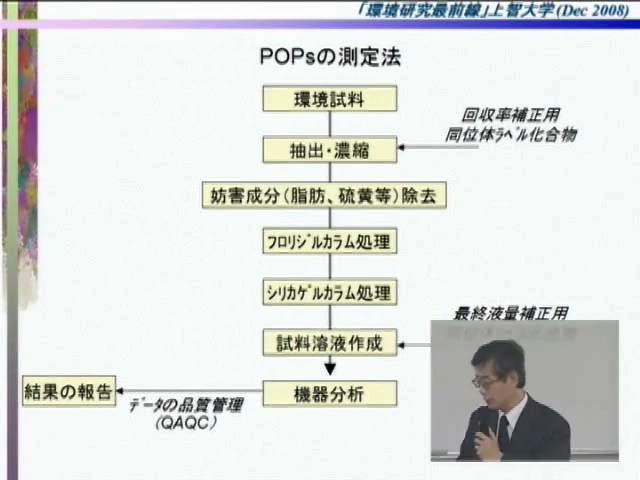 「環境研究最前線」上智大学(Dec 2008)
POPsの測定法
環境試料
回収率補正用
同位体ﾗﾍﾞﾙ化合物
抽出・濃縮
妨害成分(脂肪、硫黄等)除去
ﾌﾛﾘｼﾞﾙｶﾗﾑ処理
ｼﾘｶｹﾞﾙｶﾗﾑ処理
最終液量補正用
試料溶液作成
機器分析
結果の報告
ﾃﾞｰﾀの品質管理
(QAQC)